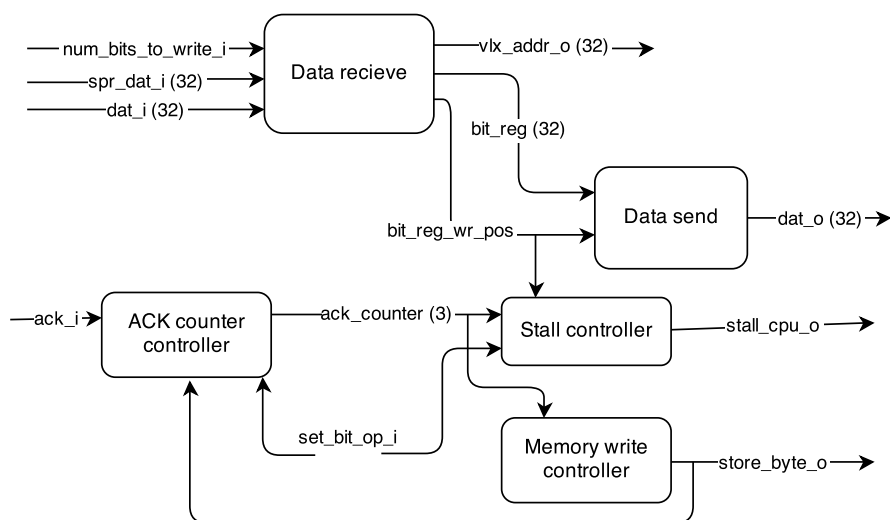 num_bits_to_write_i
spr_dat_i (32)
dat_i (32)
Data recieve
vlx_addr_o (32)
bit_reg (32)
bit_reg_wr_pos
Data send
dat_o (32)
ack_i
ACK counter
controller
ack_counter (3)
Stall controller
stall_cpu_o
set_bit_op_i
Memory write
controller
store_byte_o